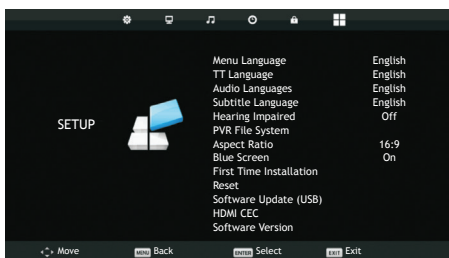 Menu Language English
TT Language English
Audio Languages English
Subtitle Language English
SETUP
Hearing Impaired Off
PVR File System
Aspect Ratio 16:9
Blue Screen On
First Time Installation
Reset
Software Update (USB)
HDMI CEC
Software Version
Move MENU Back ENTER Select EXIT Exit